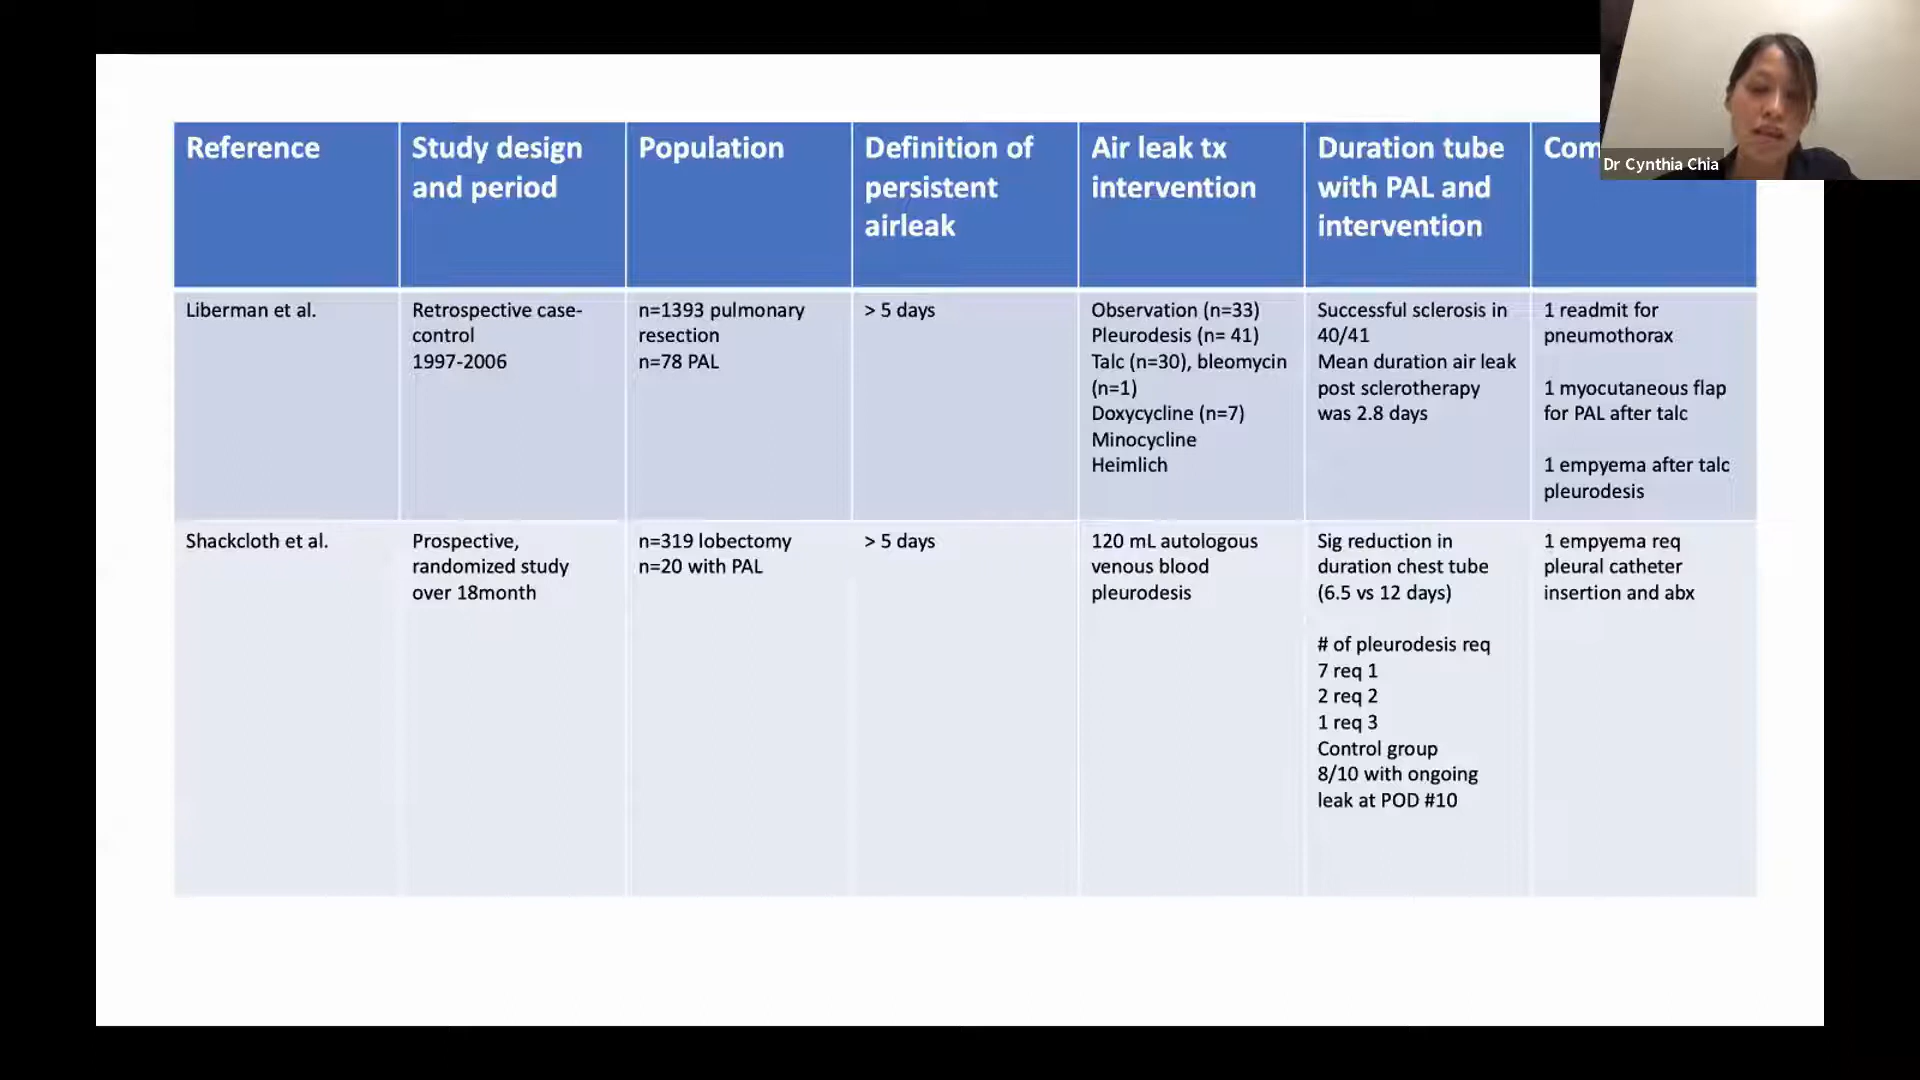 Reference
Study design
and period
Population
Definition of
persistent
airleak
Air leak tx
intervention
Duration tube
with PAL and
intervention
Com
Dr Cynthia Chia
Liberman et al.
Retrospective case-
control
1997-2006
n=1393 pulmonary
resection
n=78 PAL
> 5 days
Observation (n=33)
Pleurodesis (n= 41)
Talc (n=30), bleomycin
(n=1)
Doxycycline (n=7)
Minocycline
Heimlich
Successful sclerosis in
40/41
Mean duration air leak
post sclerotherapy
was 2.8 days
1 readmit for
pneumothorax
1 myocutaneous flap
for PAL after talc
1 empyema after talc
pleurodesis
Shackcloth et al.
Prospective,
randomized study
over 18month
n=319 lobectomy
n=20 with PAL
> 5 days
120 mL autologous
venous blood
pleurodesis
Sig reduction in
duration chest tube
(6.5 vs 12 days)
# of pleurodesis req
7 req 1
2 req 2
1 req 3
Control group
8/10 with ongoing
leak at POD #10
1 empyema req
pleural catheter
insertion and abx